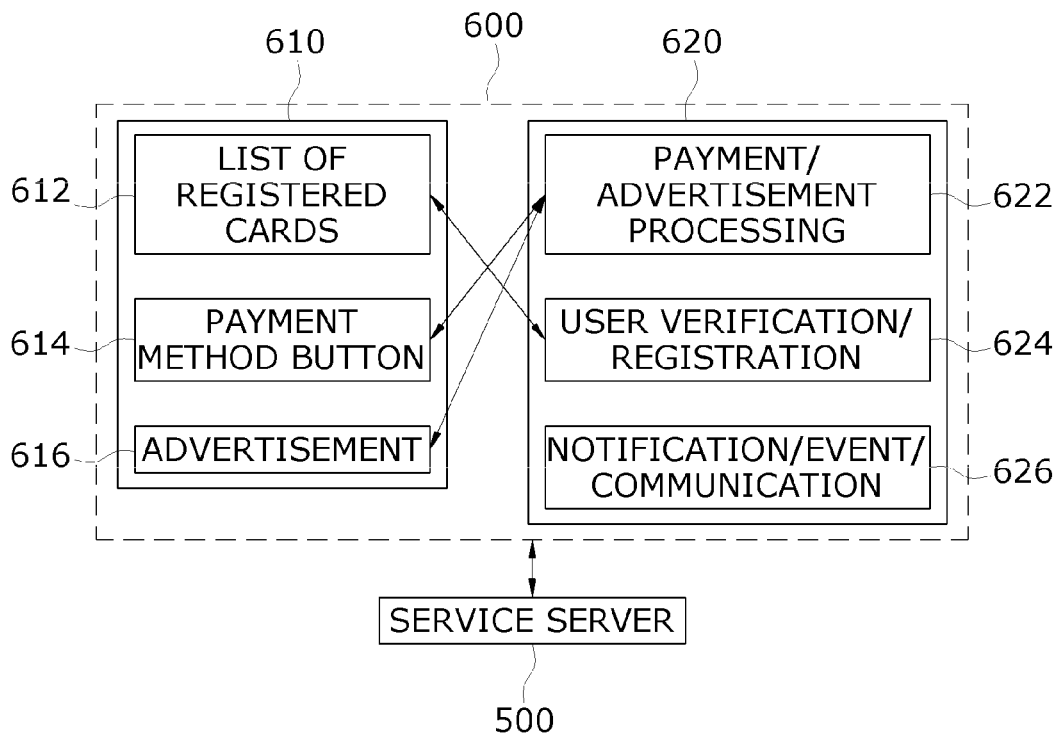 600
610
620
LIST OF
REGISTERED
CARDS
612
PAYMENT/
ADVERTISEMENT
PROCESSING
622
PAYMENT
METHOD BUTTON
614
USER VERIFICATION/
REGISTRATION
624
ADVERTISEMENT
616
NOTIFICATION/EVENT/
COMMUNICATION
626
SERVICE SERVER
500